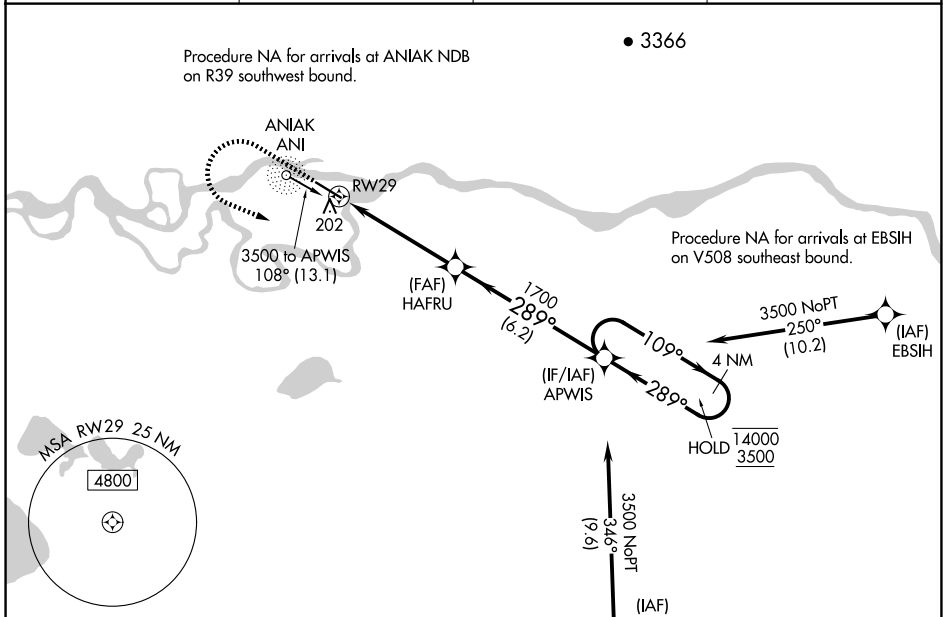 • 3366
Procedure NA for arrivals at ANIAK NDB
on R39 southwest bound.
ANIAK
ANI
RW29
202
3500 to APWIS
108° (13.1)
Procedure NA for arrivals at EBSIH
on V508 southeast bound.
(FAF)
HAFRU
1700
289°
(6.2)
3500 NoPT
250°
(10.2)
(IAF)
EBSIH
109°
4 NM
(IF/IAF)
APWIS
289°
HOLD
14000
3500
MSA RW29 25 NM
4800
3500 NoPT
346°
(9.6)
(IAF)